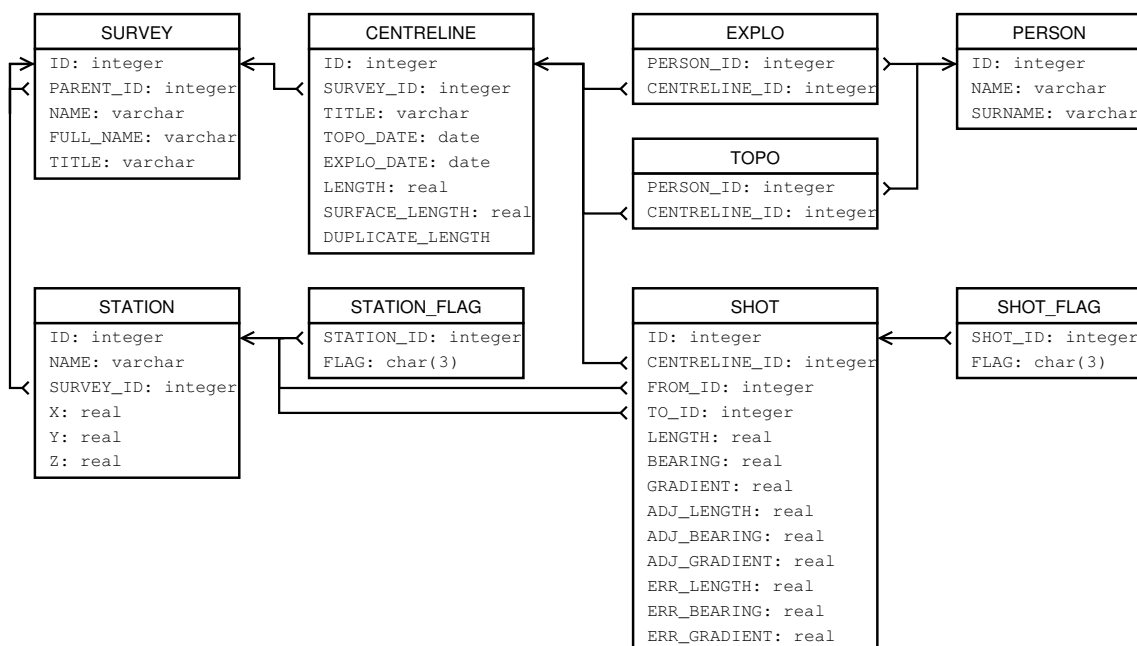 SURVEY
ID: integer
PARENT_ID: integer
NAME: varchar
FULL_NAME: varchar
TITLE: varchar
CENTRELINE
ID: integer
SURVEY_ID: integer
TITLE: varchar
TOPO_DATE: date
EXPLO_DATE: date
LENGTH: real
SURFACE_LENGTH: real
DUPLICATE_LENGTH
EXPLO
PERSON_ID: integer
CENTRELINE_ID: integer
PERSON
ID: integer
NAME: varchar
SURNAME: varchar
TOPO
PERSON_ID: integer
CENTRELINE_ID: integer
STATION
ID: integer
NAME: varchar
SURVEY_ID: integer
X: real
Y: real
Z: real
STATION_FLAG
STATION_ID: integer
FLAG: char(3)
SHOT
ID: integer
CENTRELINE_ID: integer
FROM_ID: integer
TO_ID: integer
LENGTH: real
BEARING: real
GRADIENT: real
ADJ_LENGTH: real
ADJ_BEARING: real
ADJ_GRADIENT: real
ERR_LENGTH: real
ERR_BEARING: real
ERR_GRADIENT: real
SHOT_FLAG
SHOT_ID: integer
FLAG: char(3)